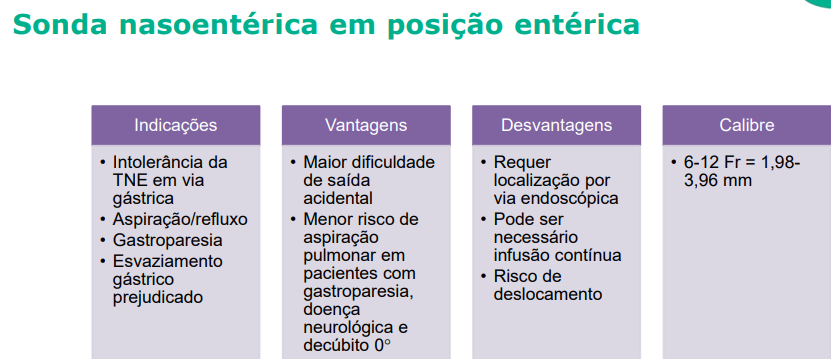 Sonda nasoentérica em posição entérica
Indicações
• Intolerância da
TNE em via
gástrica
• Aspiração/refluxo
• Gastroparesia
• Esvaziamento
gástrico
prejudicado
Vantagens
• Maior dificuldade
de saída
acidental
• Menor risco de
aspiração
pulmonar em
pacientes com
gastroparesia,
doença
neurológica e
decúbito 0°
Desvantagens
• Requer
localização por
via endoscópica
• Pode ser
necessário
infusão contínua
• Risco de
deslocamento
Calibre
• 6-12 Fr = 1,98-
3,96 mm